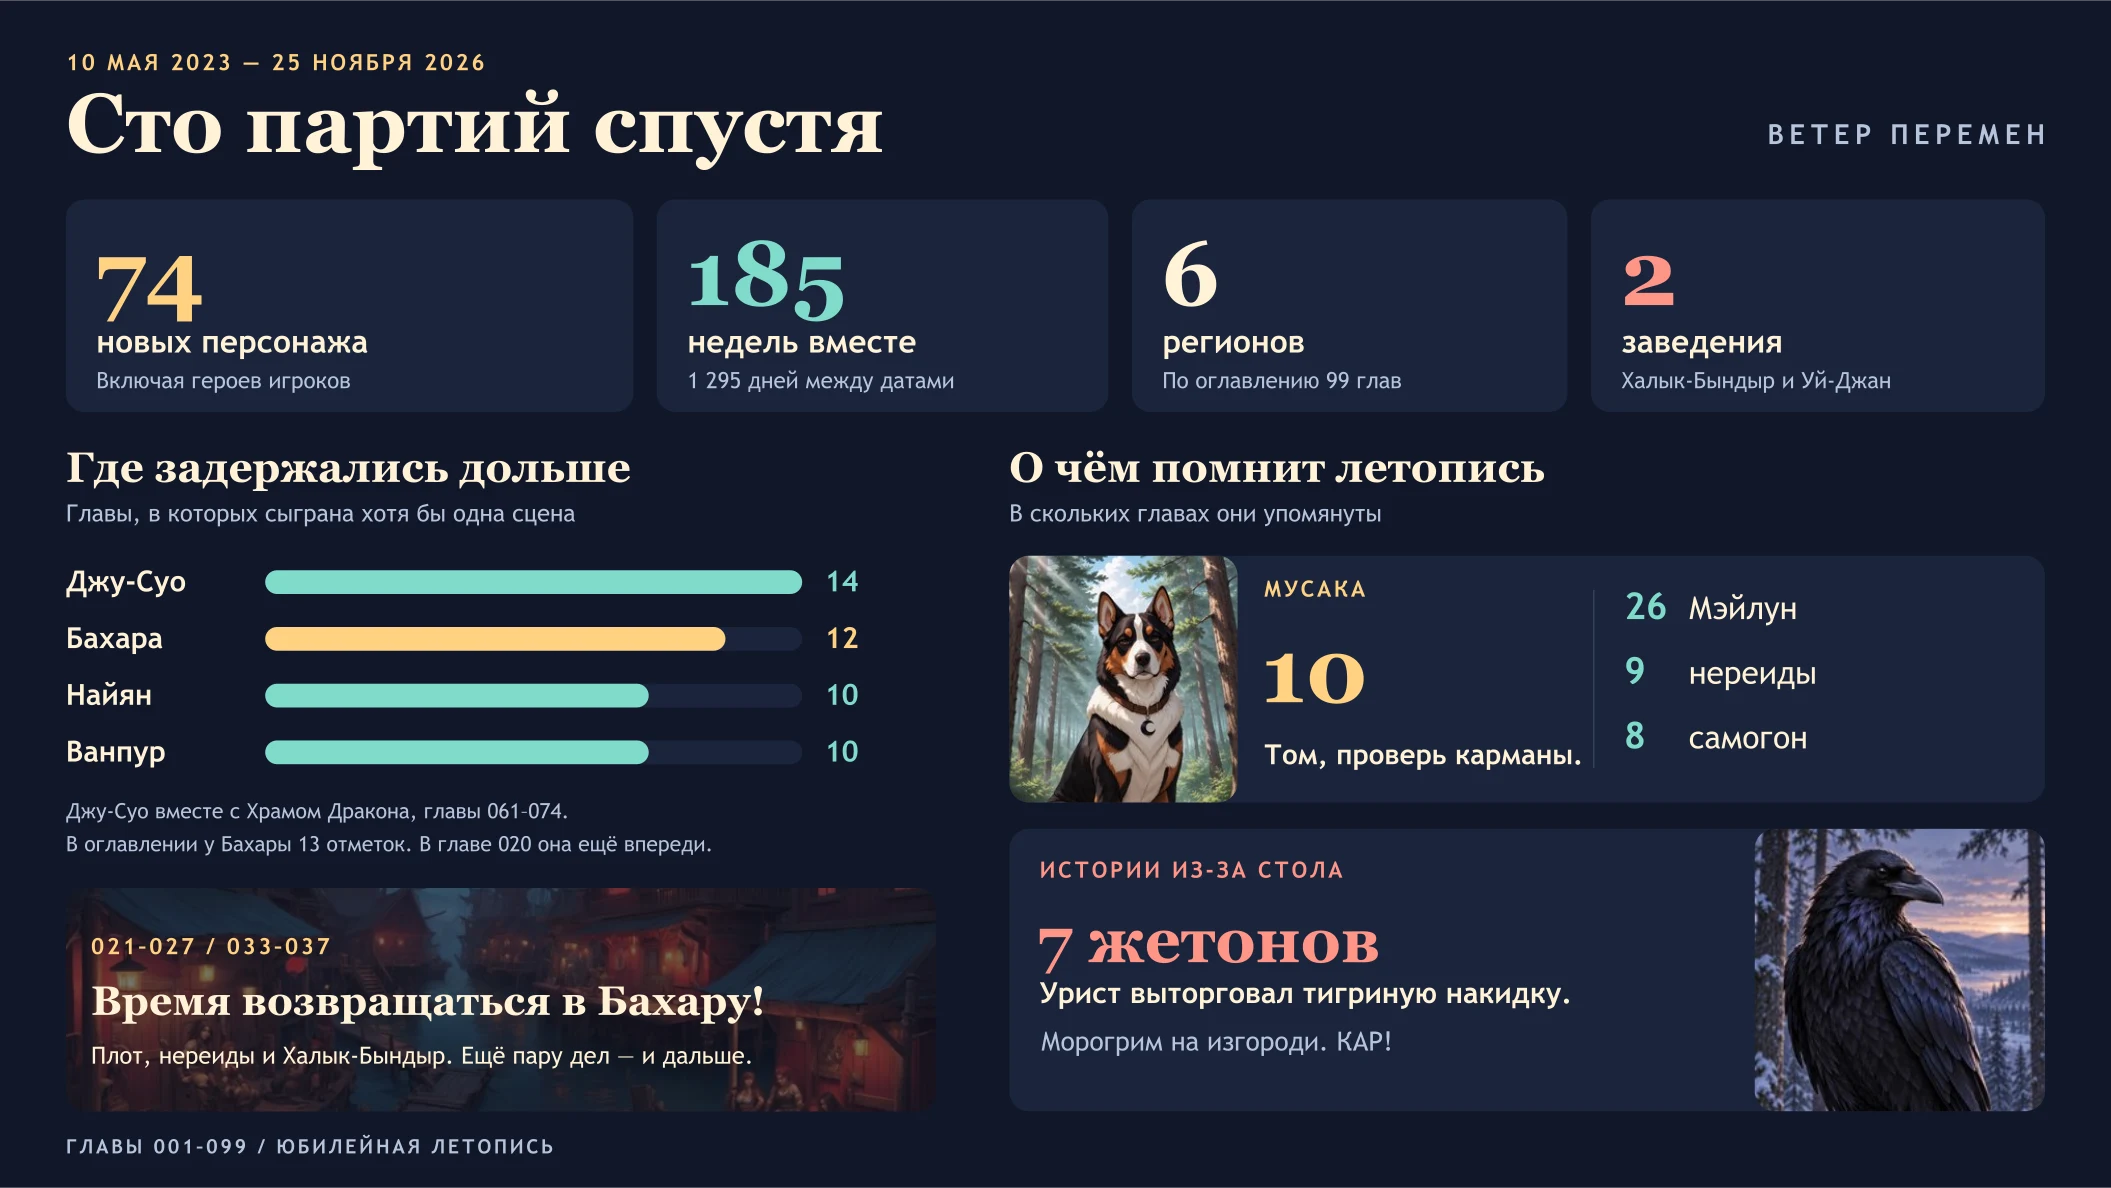 10 МАЯ 2023 — 25 НОЯБРЯ 2026
Сто партий спустя
ВЕТЕР ПЕРЕМЕН
74
новых персонажа
Включая героев игроков
185
недель вместе
1 295 дней между датами
6
регионов
По оглавлению 99 глав
2
заведения
Халык-Бындыр и Уй-Джан
Где задержались дольше
Главы, в которых сыграна хотя бы одна сцена
Джу-Суо 14
Бахара 12
Найян 10
Ванпур 10
Джу-Суо вместе с Храмом Дракона, главы 061–074.
В оглавлении у Бахары 13 отметок. В главе 020 она ещё впереди.
021–027 / 033–037
Время возвращаться в Бахару!
Плот, нереиды и Халык-Бындыр. Ещё пару дел — и дальше.
О чём помнит летопись
В скольких главах они упомянуты
МУСАКА
10
Том, проверь карманы.
26 Мэйлун
9 нереиды
8 самогон
ИСТОРИИ ИЗ-ЗА СТОЛА
7 жетонов
Урист выторговал тигриную накидку.
Морогрим на изгороди. КАР!
ГЛАВЫ 001–099 / ЮБИЛЕЙНАЯ ЛЕТОПИСЬ